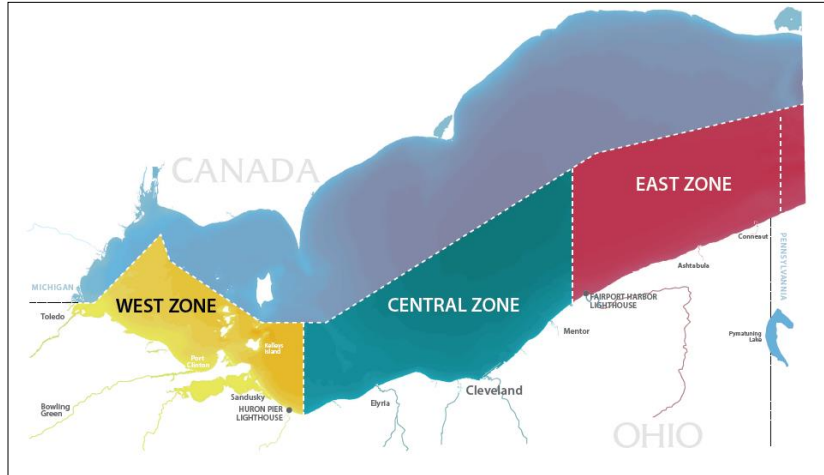 CANADA
EAST ZONE
Conneaut
PENNSYLVANNIA
Ashtabula
MICHIGAN
WEST ZONE
CENTRAL ZONE
FAIRPORT HARBOR
LIGHTHOUSE
Toledo
Mentor
Pymatuning
Lake
Kelleys
Island
Port
Clinton
Cleveland
Sandusky
Elyria
Bowling
Green
HURON PIER
LIGHTHOUSE
OHIO